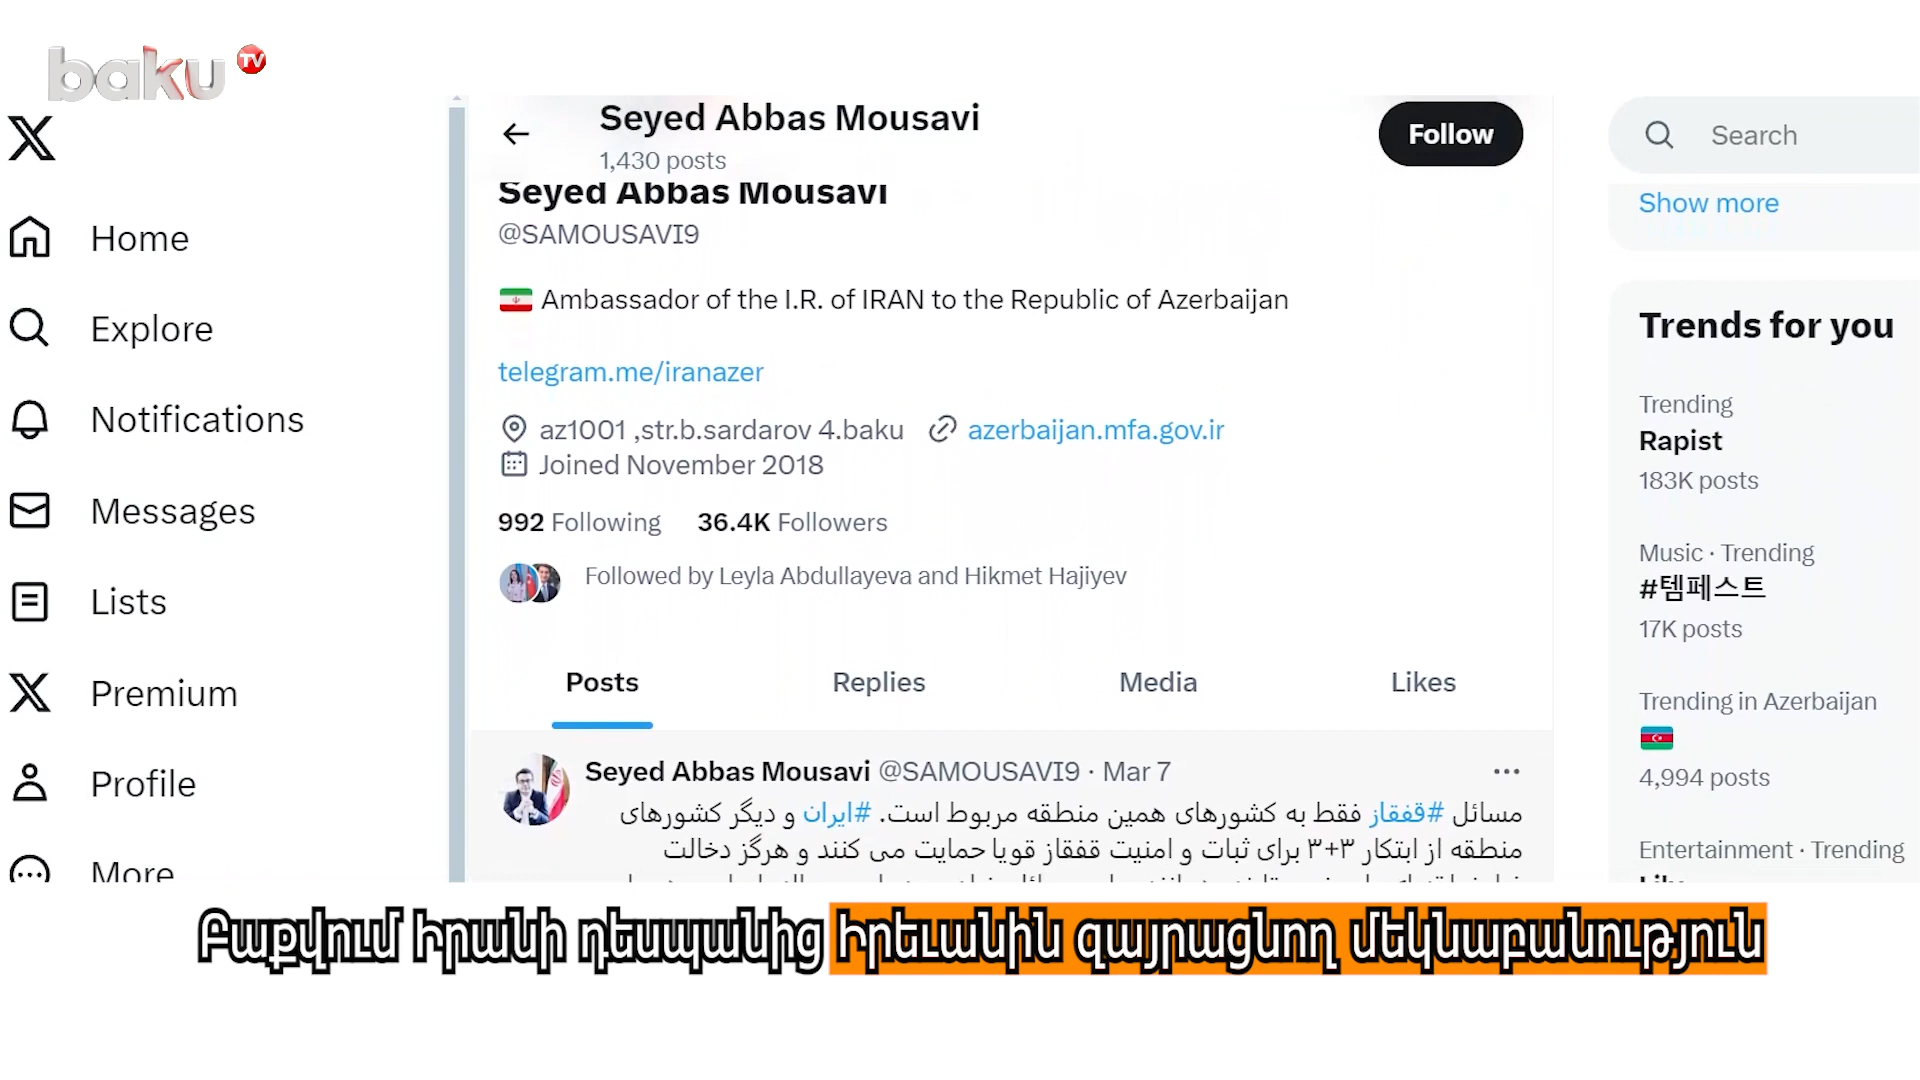 baku TV
Seyed Abbas Mousavi
1,430 posts
Follow
Search
Seyed Abbas Mousavi
@SAMOUSAVI9
Show more
Home
Explore
Notifications
Messages
Lists
Premium
Profile
More
Ambassador of the I.R. of IRAN to the Republic of Azerbaijan
telegram.me/iranazer
az1001 ,str.b.sardarov 4.baku azerbaijan.mfa.gov.ir
Joined November 2018
992 Following 36.4K Followers
Followed by Leyla Abdullayeva and Hikmet Hajiyev
Posts Replies Media Likes
Seyed Abbas Mousavi @SAMOUSAVI9 · Mar 7
مسائل #قفقاز فقط به کشورهای همین منطقه مربوط است. #ایران و دیگر کشورهای
منطقه از ابتکار ۳+۳ برای ثبات و امنیت قفقاز قویا حمایت می کنند و هرگز دخالت
Trends for you
Trending
Rapist
183K posts
Music · Trending
#템페스트
17K posts
Trending in Azerbaijan
4,994 posts
Entertainment · Trending
Բաքվում Իրանի դեսպանից Իրեւանին զայրացնող մեկնաբանություն